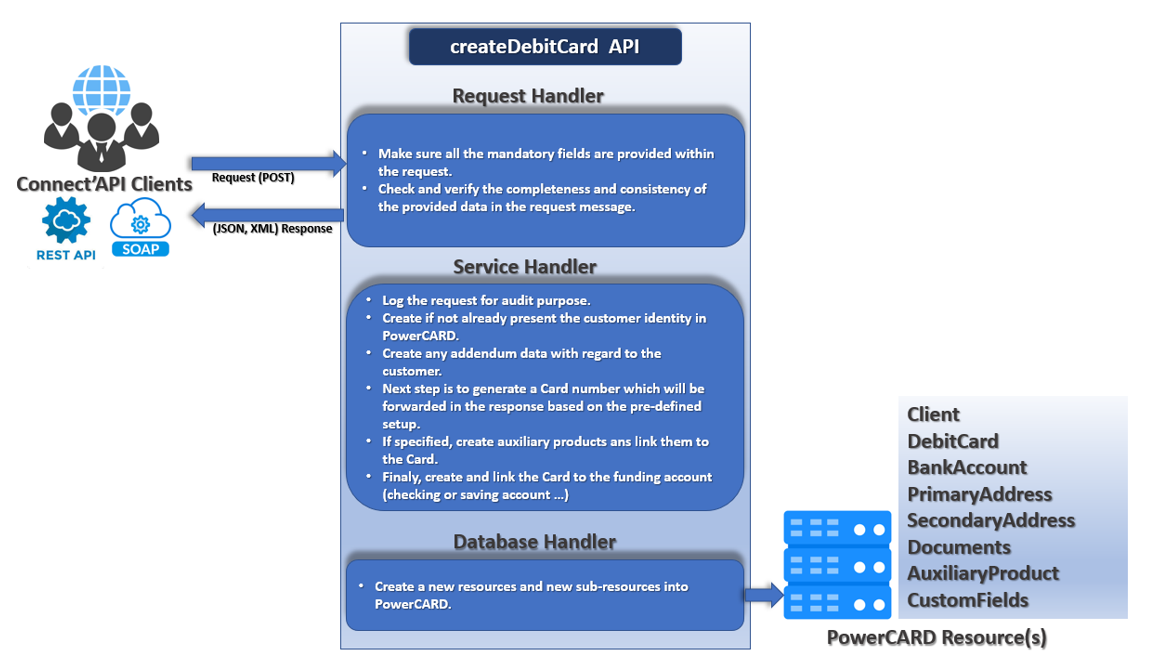 createDebitCard API
Request Handler
• Make sure all the mandatory fields are provided within
the request.
• Check and verify the completeness and consistency of
the provided data in the request message.
Connect'API Clients
REST API
SOAP
Request (POST)
(JSON, XML) Response
Service Handler
• Log the request for audit purpose.
• Create if not already present the customer identity in
PowerCARD.
• Create any addendum data with regard to the
customer.
• Next step is to generate a Card number which will be
forwarded in the response based on the pre-defined
setup.
• If specified, create auxiliary products ans link them to
the Card.
• Finaly, create and link the Card to the funding account
(checking or saving account ...)
Database Handler
• Create a new resources and new sub-resources into
PowerCARD.
Client
DebitCard
BankAccount
PrimaryAddress
SecondaryAddress
Documents
AuxiliaryProduct
CustomFields
PowerCARD Resource(s)